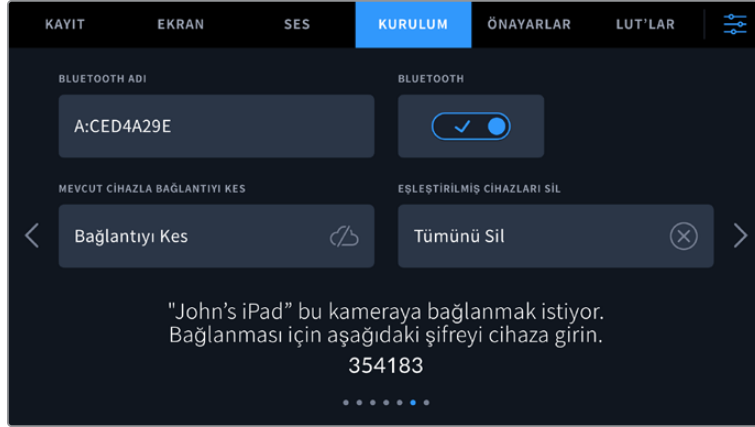 KAYIT EKRAN SES KURULUM ÖNAYARLAR LUT’LAR
BLUETOOTH ADI BLUETOOTH
A:CED4A29E
MEVCUT CİHAZLA BAĞLANTIYI KES EŞLEŞTİRİLMİŞ CİHAZLARI SİL
Bağlantıyı Kes Tümünü Sil
"John’s iPad” bu kameraya bağlanmak istiyor.
Bağlanması için aşağıdaki şifreyi cihaza girin.
354183